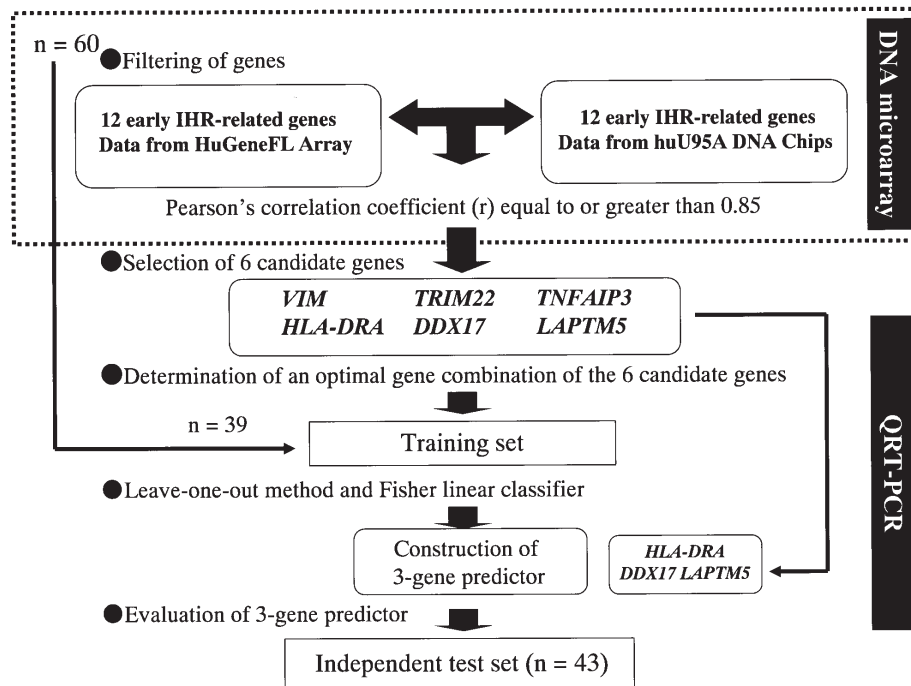 n = 60
●Filtering of genes
12 early IHR-related genes
Data from HuGeneFL Array
12 early IHR-related genes
Data from huU95A DNA Chips
Pearson's correlation coefficient (r) equal to or greater than 0.85
DNA microarray
●Selection of 6 candidate genes
VIM TRIM22 TNFAIP3
HLA-DRA DDX17 LAPTM5
●Determination of an optimal gene combination of the 6 candidate genes
n = 39
Training set
●Leave-one-out method and Fisher linear classifier
Construction of
3-gene predictor
HLA-DRA
DDX17 LAPTM5
QRT-PCR
●Evaluation of 3-gene predictor
Independent test set (n = 43)